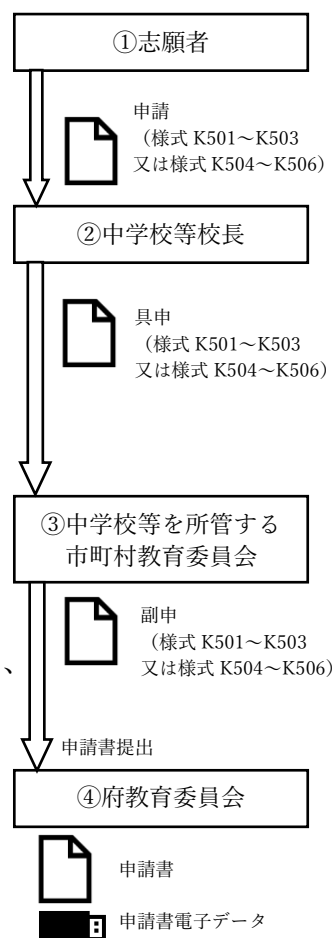 ①志願者
申請
（様式 K501～K503
又は様式 K504～K506）
②中学校等校長
具申
（様式 K501～K503
又は様式 K504～K506）
③中学校等を所管する
市町村教育委員会
副申
（様式 K501～K503
又は様式 K504～K506）
、
申請書提出
④府教育委員会
申請書
申請書電子データ